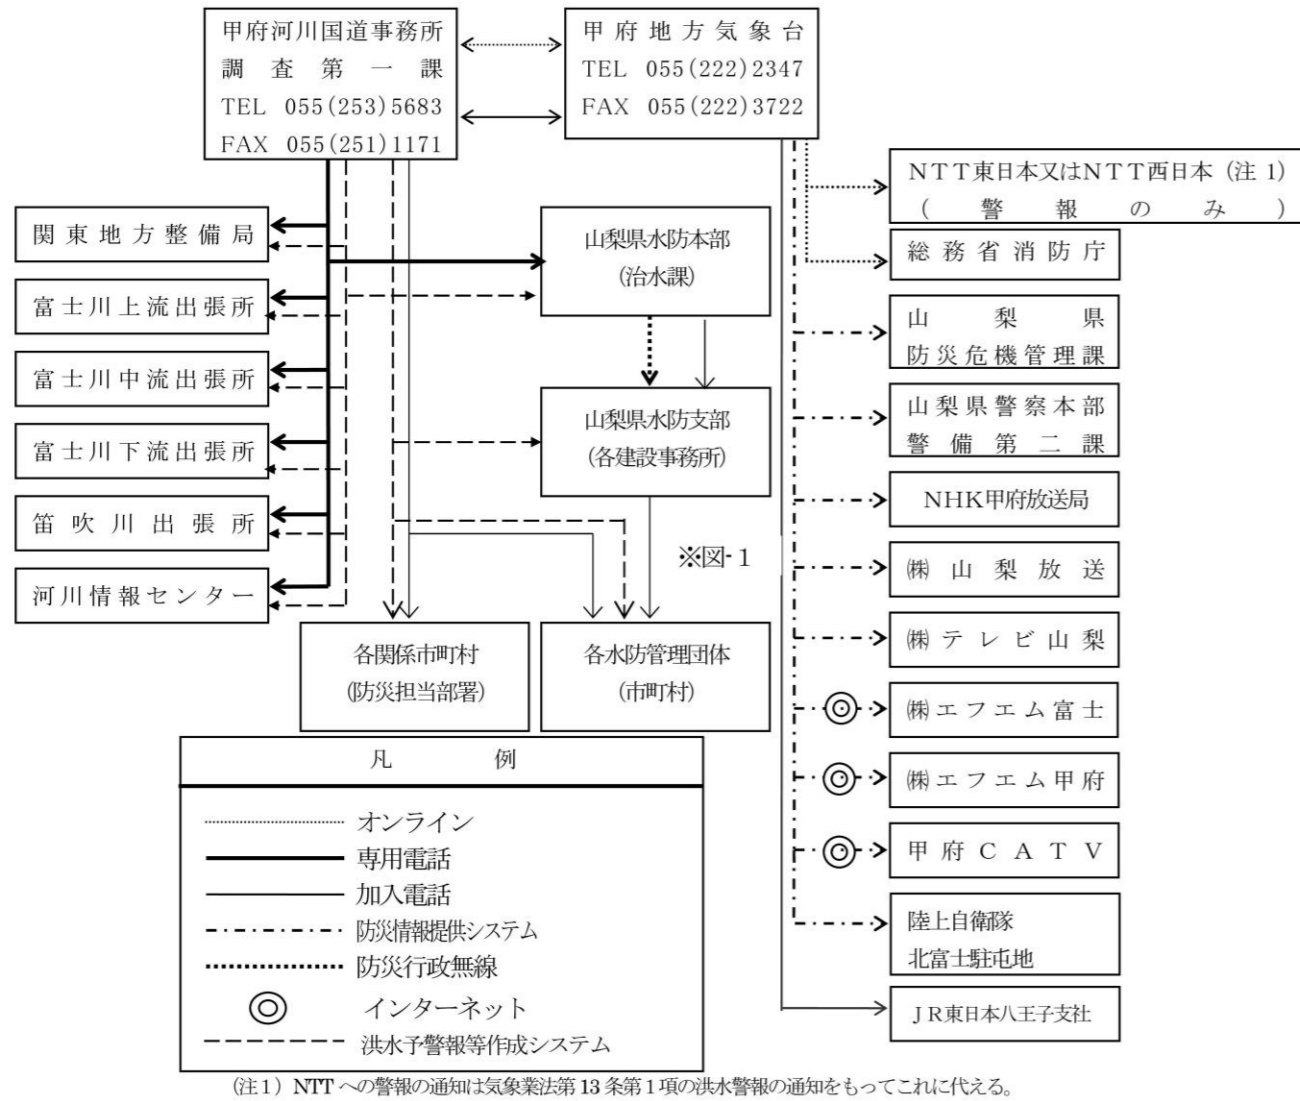 甲府河川国道事務所
調査第一課
TEL 055(253)5683
FAX 055(251)1171
甲府地方気象台
TEL 055(222)2347
FAX 055(222)3722
NTT東日本又はNTT西日本（注1）
（警報のみ）
総務省消防庁
山梨県
防災危機管理課
山梨県警察本部
警備第二課
NHK甲府放送局
㈱山梨放送
㈱テレビ山梨
㈱エフエム富士
㈱エフエム甲府
甲府CATV
陸上自衛隊
北富士駐屯地
JR東日本八王子支社
関東地方整備局
富士川上流出張所
富士川中流出張所
富士川下流出張所
笛吹川出張所
河川情報センター
山梨県水防本部
(治水課)
山梨県水防支部
(各建設事務所)
※図-1
各関係市町村
(防災担当部署)
各水防管理団体
(市町村)
凡例
オンライン
専用電話
加入電話
防災情報提供システム
防災行政無線
インターネット
洪水予警報等作成システム
(注1) NTTへの警報の通知は気象業法第13条第1項の洪水警報の通知をもってこれに代える。